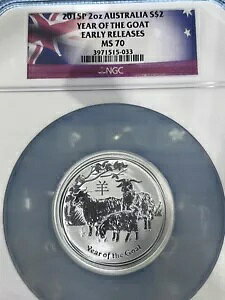 2015P 2oz AUSTRALIA S$2
YEAR OF THE GOAT
EARLY RELEASES
MS 70
3971515-033
NGC
羊
Year of the Goat